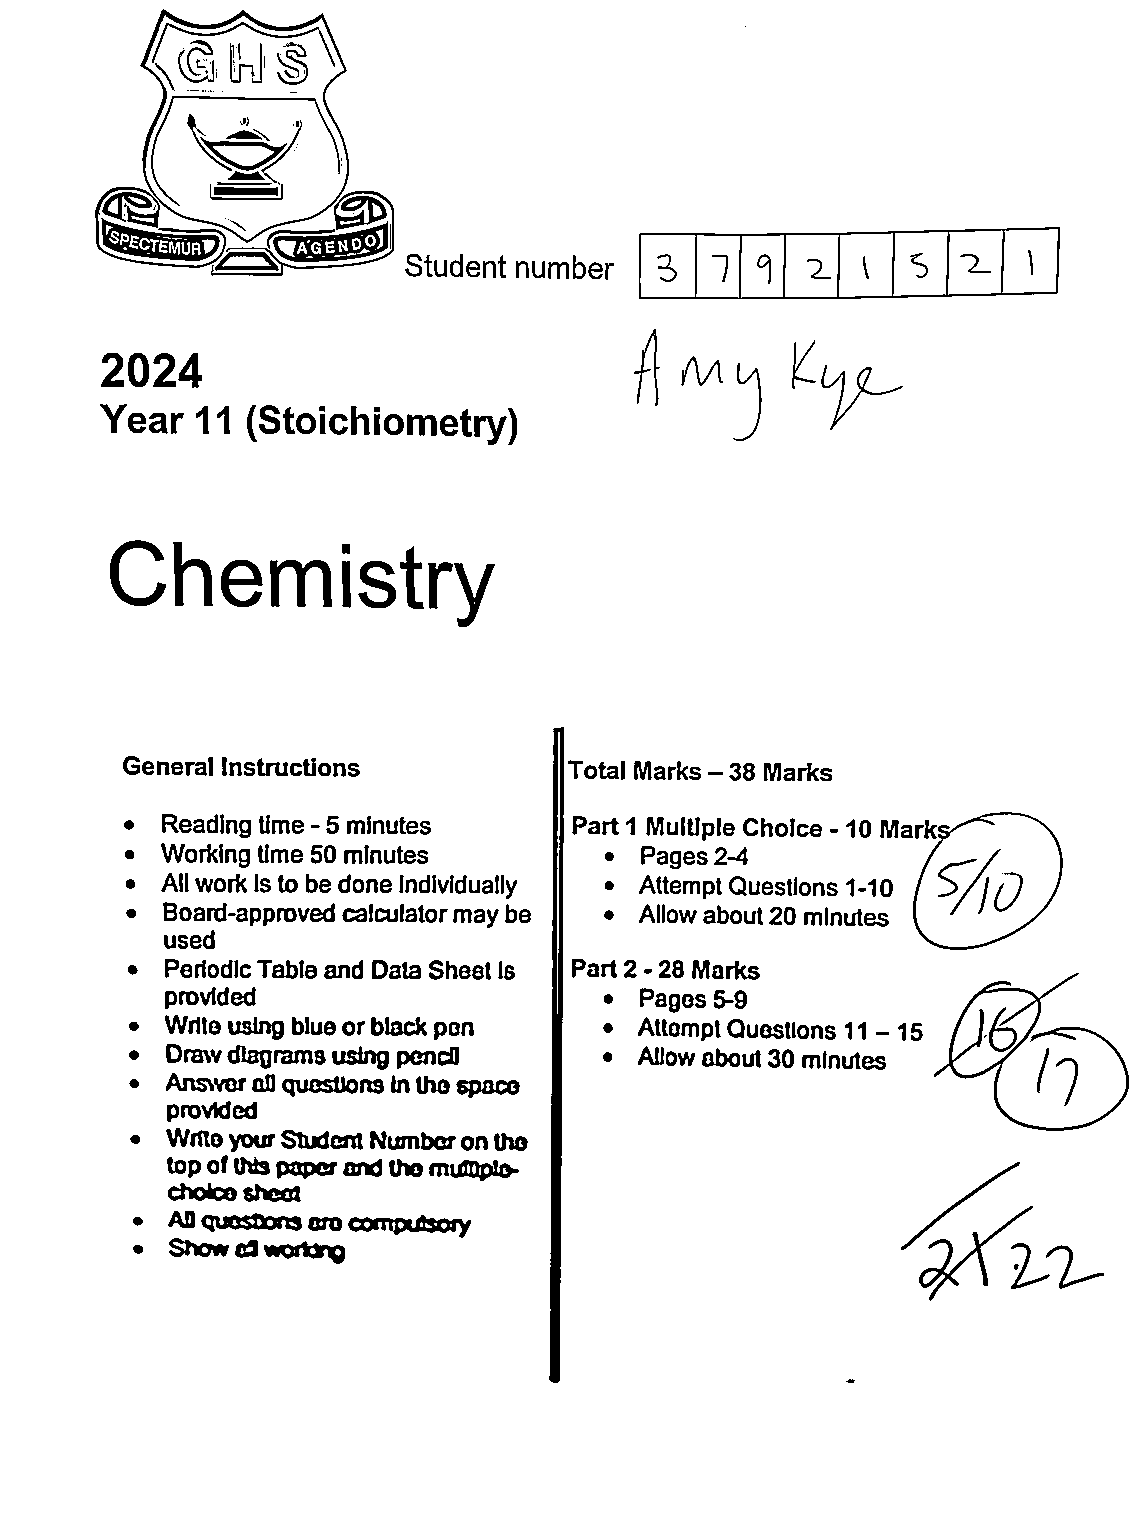 GHS
SPECTEMUR AGENDO
Student number 3 7 9 2 1 5 2 1
Amy Kye
2024
Year 11 (Stoichiometry)
Chemistry
General Instructions
• Reading time - 5 minutes
• Working time 50 minutes
• All work is to be done individually
• Board-approved calculator may be
used
• Periodic Table and Data Sheet is
provided
• Write using blue or black pen
• Draw diagrams using pencil
• Answer all questions in the space
provided
• Write your Student Number on the
top of this paper and the multiple-
choice sheet
• All questions are compulsory
• Show all working
Total Marks – 38 Marks
Part 1 Multiple Choice - 10 Marks
• Pages 2-4
• Attempt Questions 1-10
• Allow about 20 minutes
5/10
Part 2 - 28 Marks
• Pages 5-9
• Attempt Questions 11 – 15
• Allow about 30 minutes
16
17
21 22